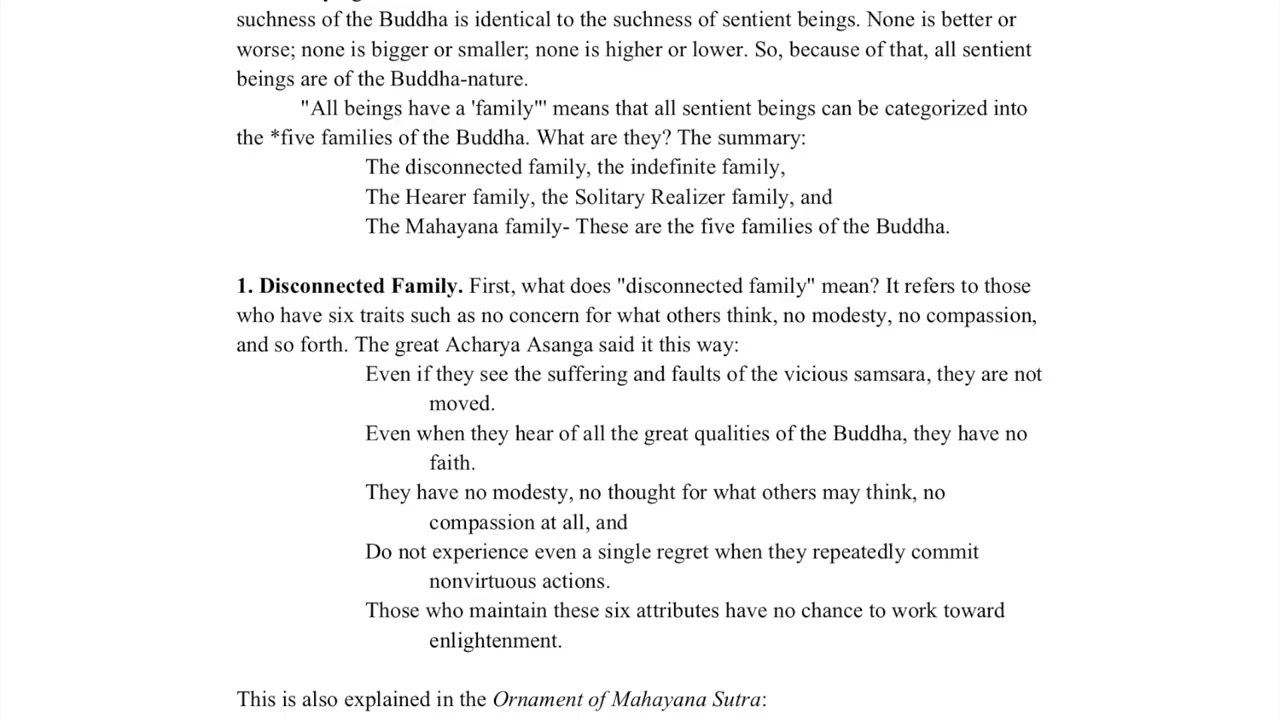 suchness of the Buddha is identical to the suchness of sentient beings. None is better or
worse; none is bigger or smaller; none is higher or lower. So, because of that, all sentient
beings are of the Buddha-nature.
"All beings have a 'family'" means that all sentient beings can be categorized into
the *five families of the Buddha. What are they? The summary:
The disconnected family, the indefinite family,
The Hearer family, the Solitary Realizer family, and
The Mahayana family- These are the five families of the Buddha.
1. Disconnected Family. First, what does "disconnected family" mean? It refers to those
who have six traits such as no concern for what others think, no modesty, no compassion,
and so forth. The great Acharya Asanga said it this way:
Even if they see the suffering and faults of the vicious samsara, they are not
moved.
Even when they hear of all the great qualities of the Buddha, they have no
faith.
They have no modesty, no thought for what others may think, no
compassion at all, and
Do not experience even a single regret when they repeatedly commit
nonvirtuous actions.
Those who maintain these six attributes have no chance to work toward
enlightenment.
This is also explained in the Ornament of Mahayana Sutra: